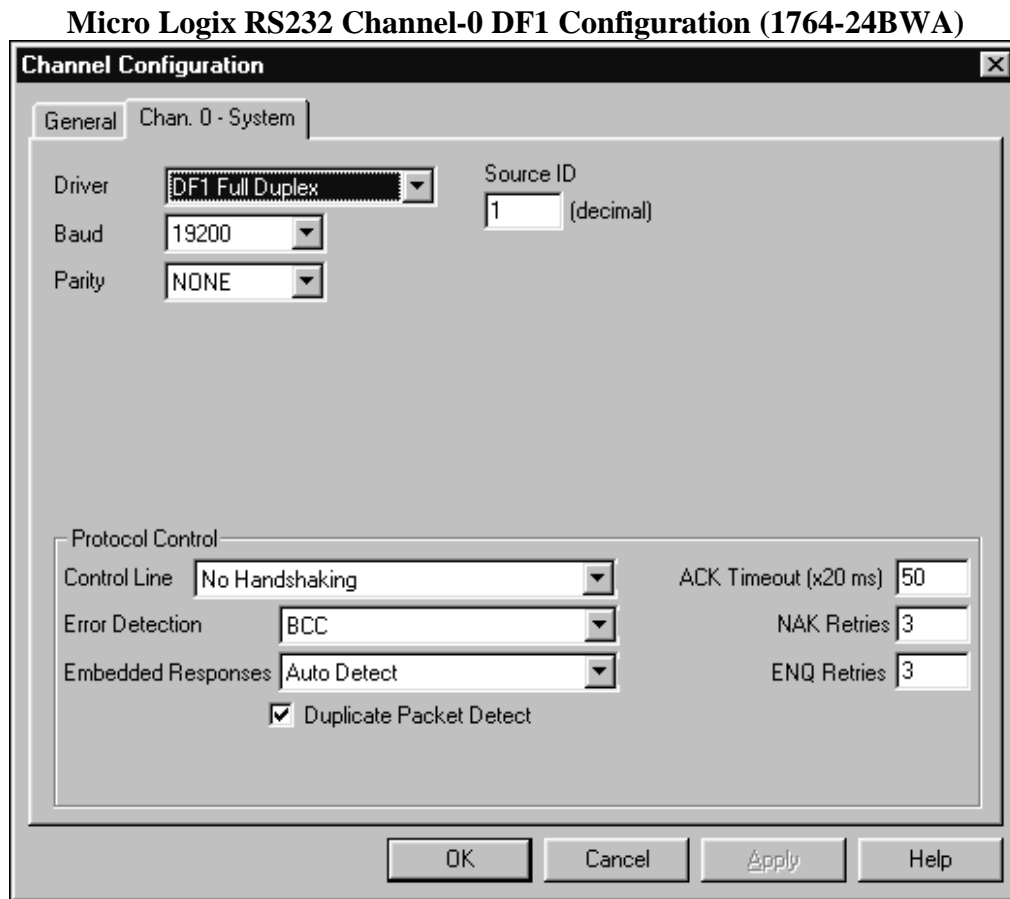 Micro Logix RS232 Channel-0 DF1 Configuration (1764-24BWA)
Channel Configuration
General
Chan. 0 - System
Driver DF1 Full Duplex
Source ID
1 (decimal)
Baud 19200
Parity NONE
Protocol Control
Control Line No Handshaking
ACK Timeout (x20 ms) 50
Error Detection BCC
NAK Retries 3
Embedded Responses Auto Detect
ENQ Retries 3
Duplicate Packet Detect
OK Cancel Apply Help